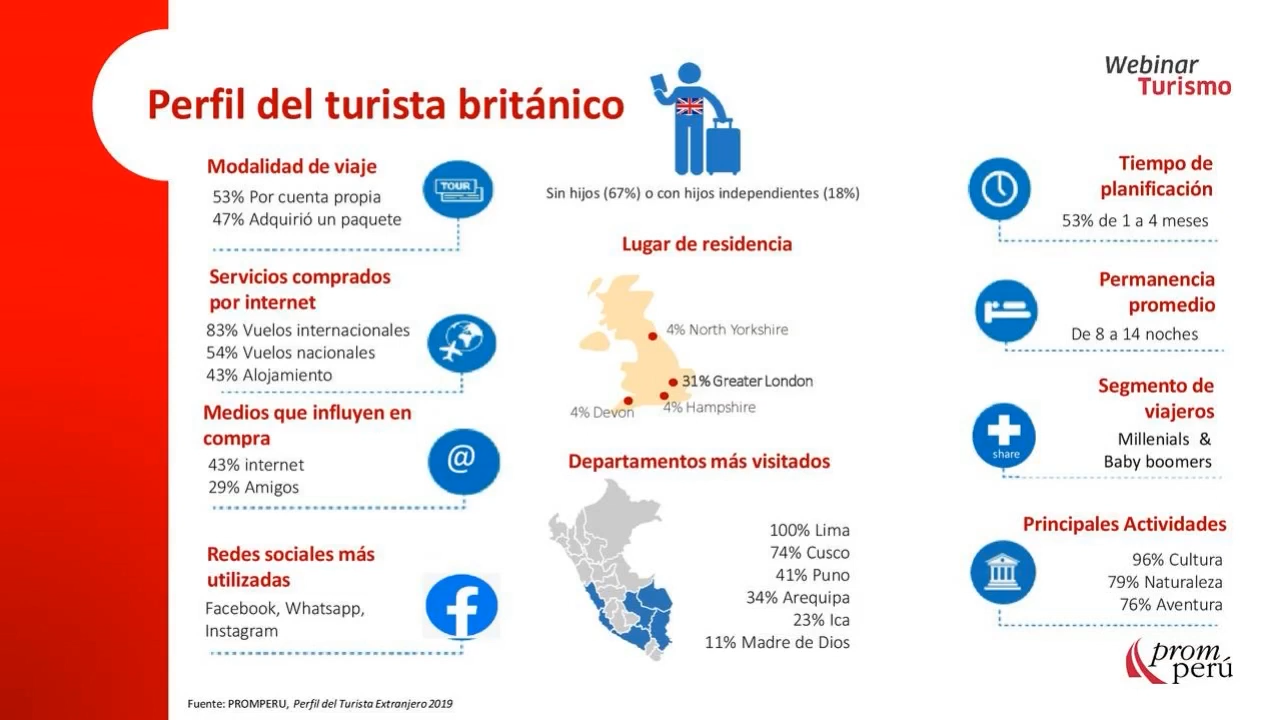 Webinar
Turismo
Perfil del turista británico
Modalidad de viaje
53% Por cuenta propia
47% Adquirió un paquete
TOUR
Servicios comprados
por internet
83% Vuelos internacionales
54% Vuelos nacionales
43% Alojamiento
Medios que influyen en
compra
43% internet
29% Amigos
@
Redes sociales más
utilizadas
Facebook, Whatsapp,
Instagram
f
Sin hijos (67%) o con hijos independientes (18%)
Lugar de residencia
4% North Yorkshire
31% Greater London
4% Devon
4% Hampshire
Departamentos más visitados
100% Lima
74% Cusco
41% Puno
34% Arequipa
23% Ica
11% Madre de Dios
Tiempo de
planificación
53% de 1 a 4 meses
Permanencia
promedio
De 8 a 14 noches
Segmento de
viajeros
Millenials &
Baby boomers
share
Principales Actividades
96% Cultura
79% Naturaleza
76% Aventura
prom
perú
Fuente: PROMPERU, Perfil del Turista Extranjero 2019